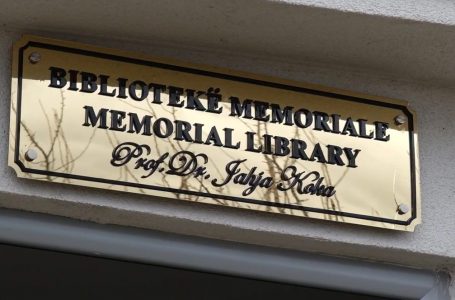 BIBLIOTEKË MEMORIALE
MEMORIAL LIBRARY
Prof. Dr. Jahja Koka